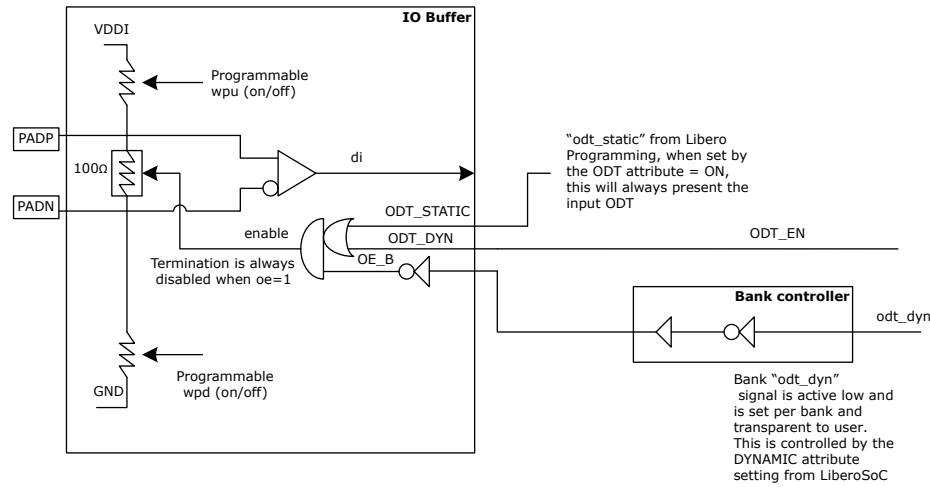 IO Buffer
VDDI
Programmable
wpu (on/off)
PADP
100Ω
PADN
di
"odt_static" from Libero
Programming, when set by
the ODT attribute = ON,
this will always present the
input ODT
ODT_STATIC
enable
ODT_DYN
ODT_EN
OE_B
Termination is always
disabled when oe=1
Bank controller
odt_dyn
Programmable
wpd (on/off)
GND
Bank "odt_dyn"
signal is active low and
is set per bank and
transparent to user.
This is controlled by the
DYNAMIC attribute
setting from LiberoSoC